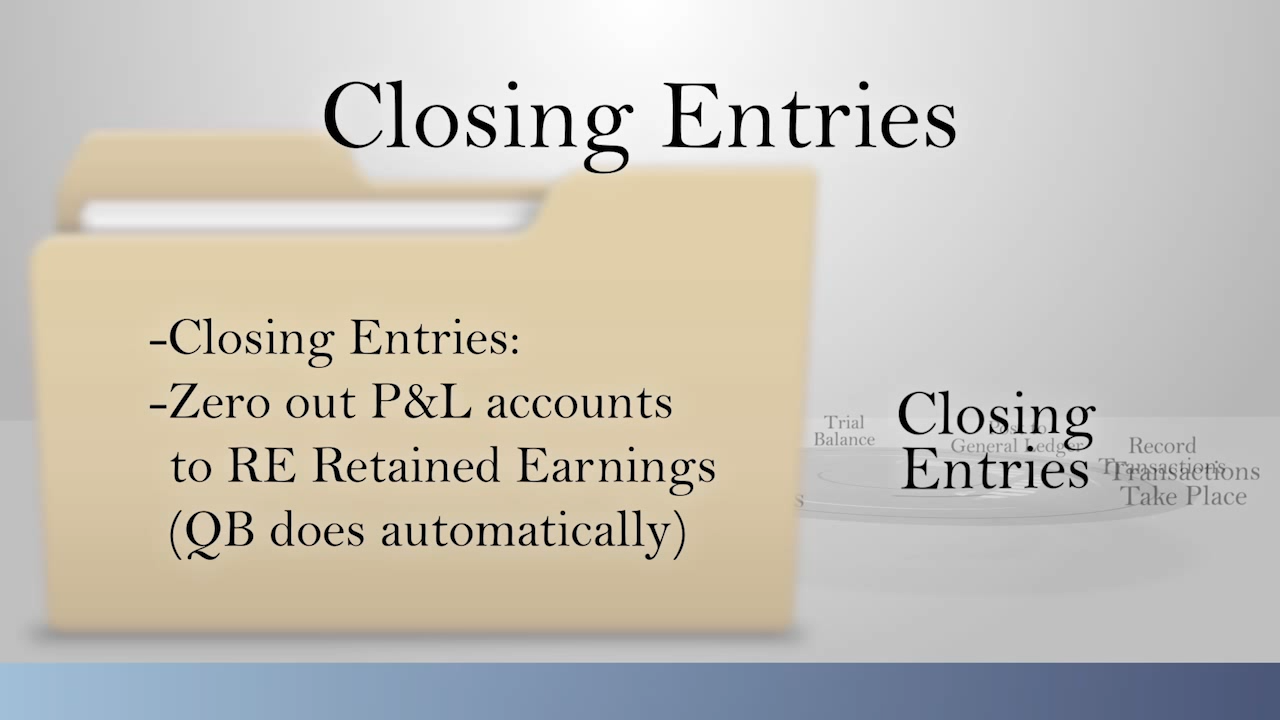 Closing Entries
-Closing Entries:
-Zero out P&L accounts
to RE Retained Earnings
(QB does automatically)
Trial
Balance
Closing
Entries
General Ledger
Record
Transactions
Transactions
Take Place